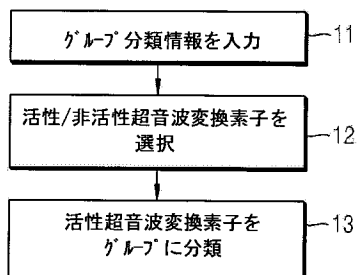 グループ分類情報を入力
11
活性/非活性超音波変換素子を
選択
12
活性超音波変換素子を
グループに分類
13